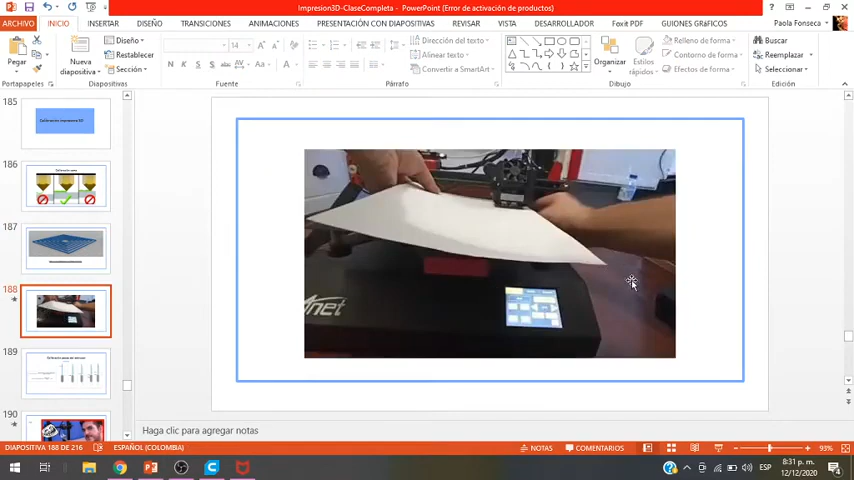 Impresion3D-ClaseCompleta - PowerPoint (Error de activación de productos)
ARCHIVO INICIO INSERTAR DISEÑO TRANSICIONES ANIMACIONES PRESENTACIÓN CON DIAPOSITIVAS REVISAR VISTA DESARROLLADOR Foxit PDF GUIONES GRÁFICOS Paola Fonseca
Pegar
Nueva diapositiva
Diseño
Restablecer
Sección
14
N K S Aa A
Dirección del texto
Alinear texto
Convertir a SmartArt
Organizar
Estilos rápidos
Relleno de forma
Contorno de forma
Efectos de forma
Buscar
Reemplazar
Seleccionar
Portapapeles Diapositivas Fuente Párrafo Dibujo Edición
185
186
187
188
189
190
Anet
Haga clic para agregar notas
DIAPOSITIVA 188 DE 216 ESPAÑOL (COLOMBIA) NOTAS COMENTARIOS 93%
ESP
8:31 p. m.
12/12/2020
4